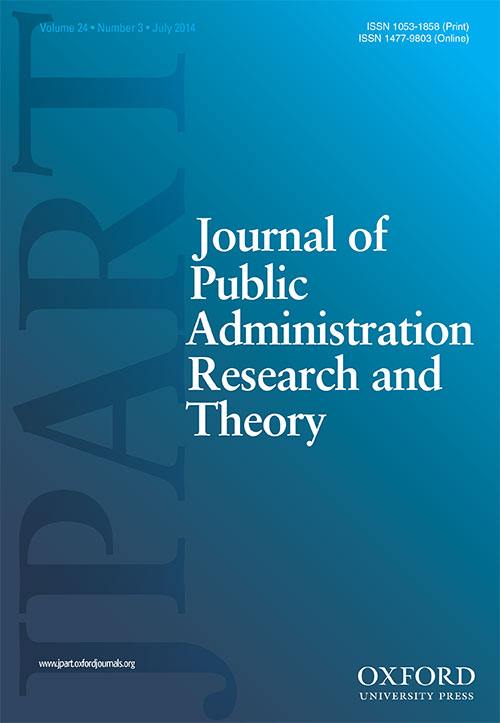 Volume 24 • Number 3 • July 2014
ISSN 1053-1858 (Print)
ISSN 1477-9803 (Online)
JPART
Journal of
Public
Administration
Research and
Theory
www.jpart.oxfordjournals.org
OXFORD
UNIVERSITY PRESS